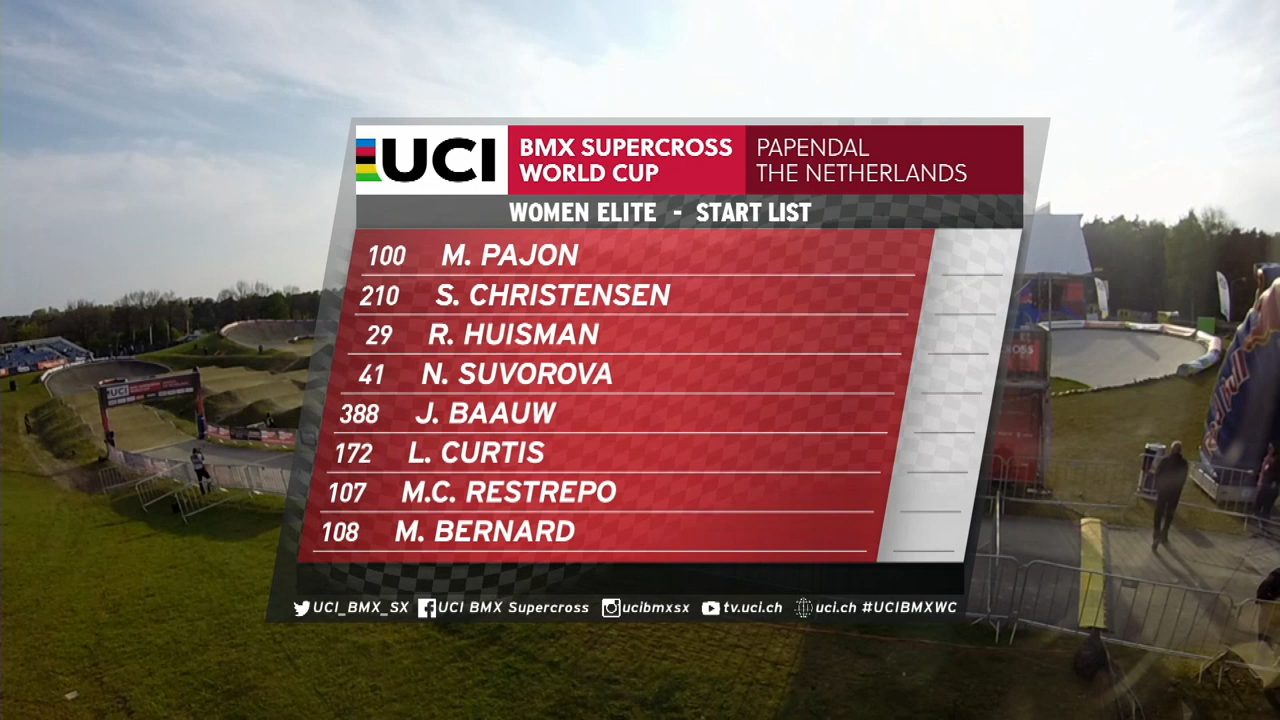 UCI
BMX SUPERCROSS
WORLD CUP
PAPENDAL
THE NETHERLANDS
WOMEN ELITE - START LIST
100 M. PAJON
210 S. CHRISTENSEN
29 R. HUISMAN
41 N. SUVOROVA
388 J. BAAUW
172 L. CURTIS
107 M.C. RESTREPO
108 M. BERNARD
UCI_BMX_SX UCI BMX Supercross ucibmxsx tv.uci.ch uci.ch #UCIBMXWC
UCI